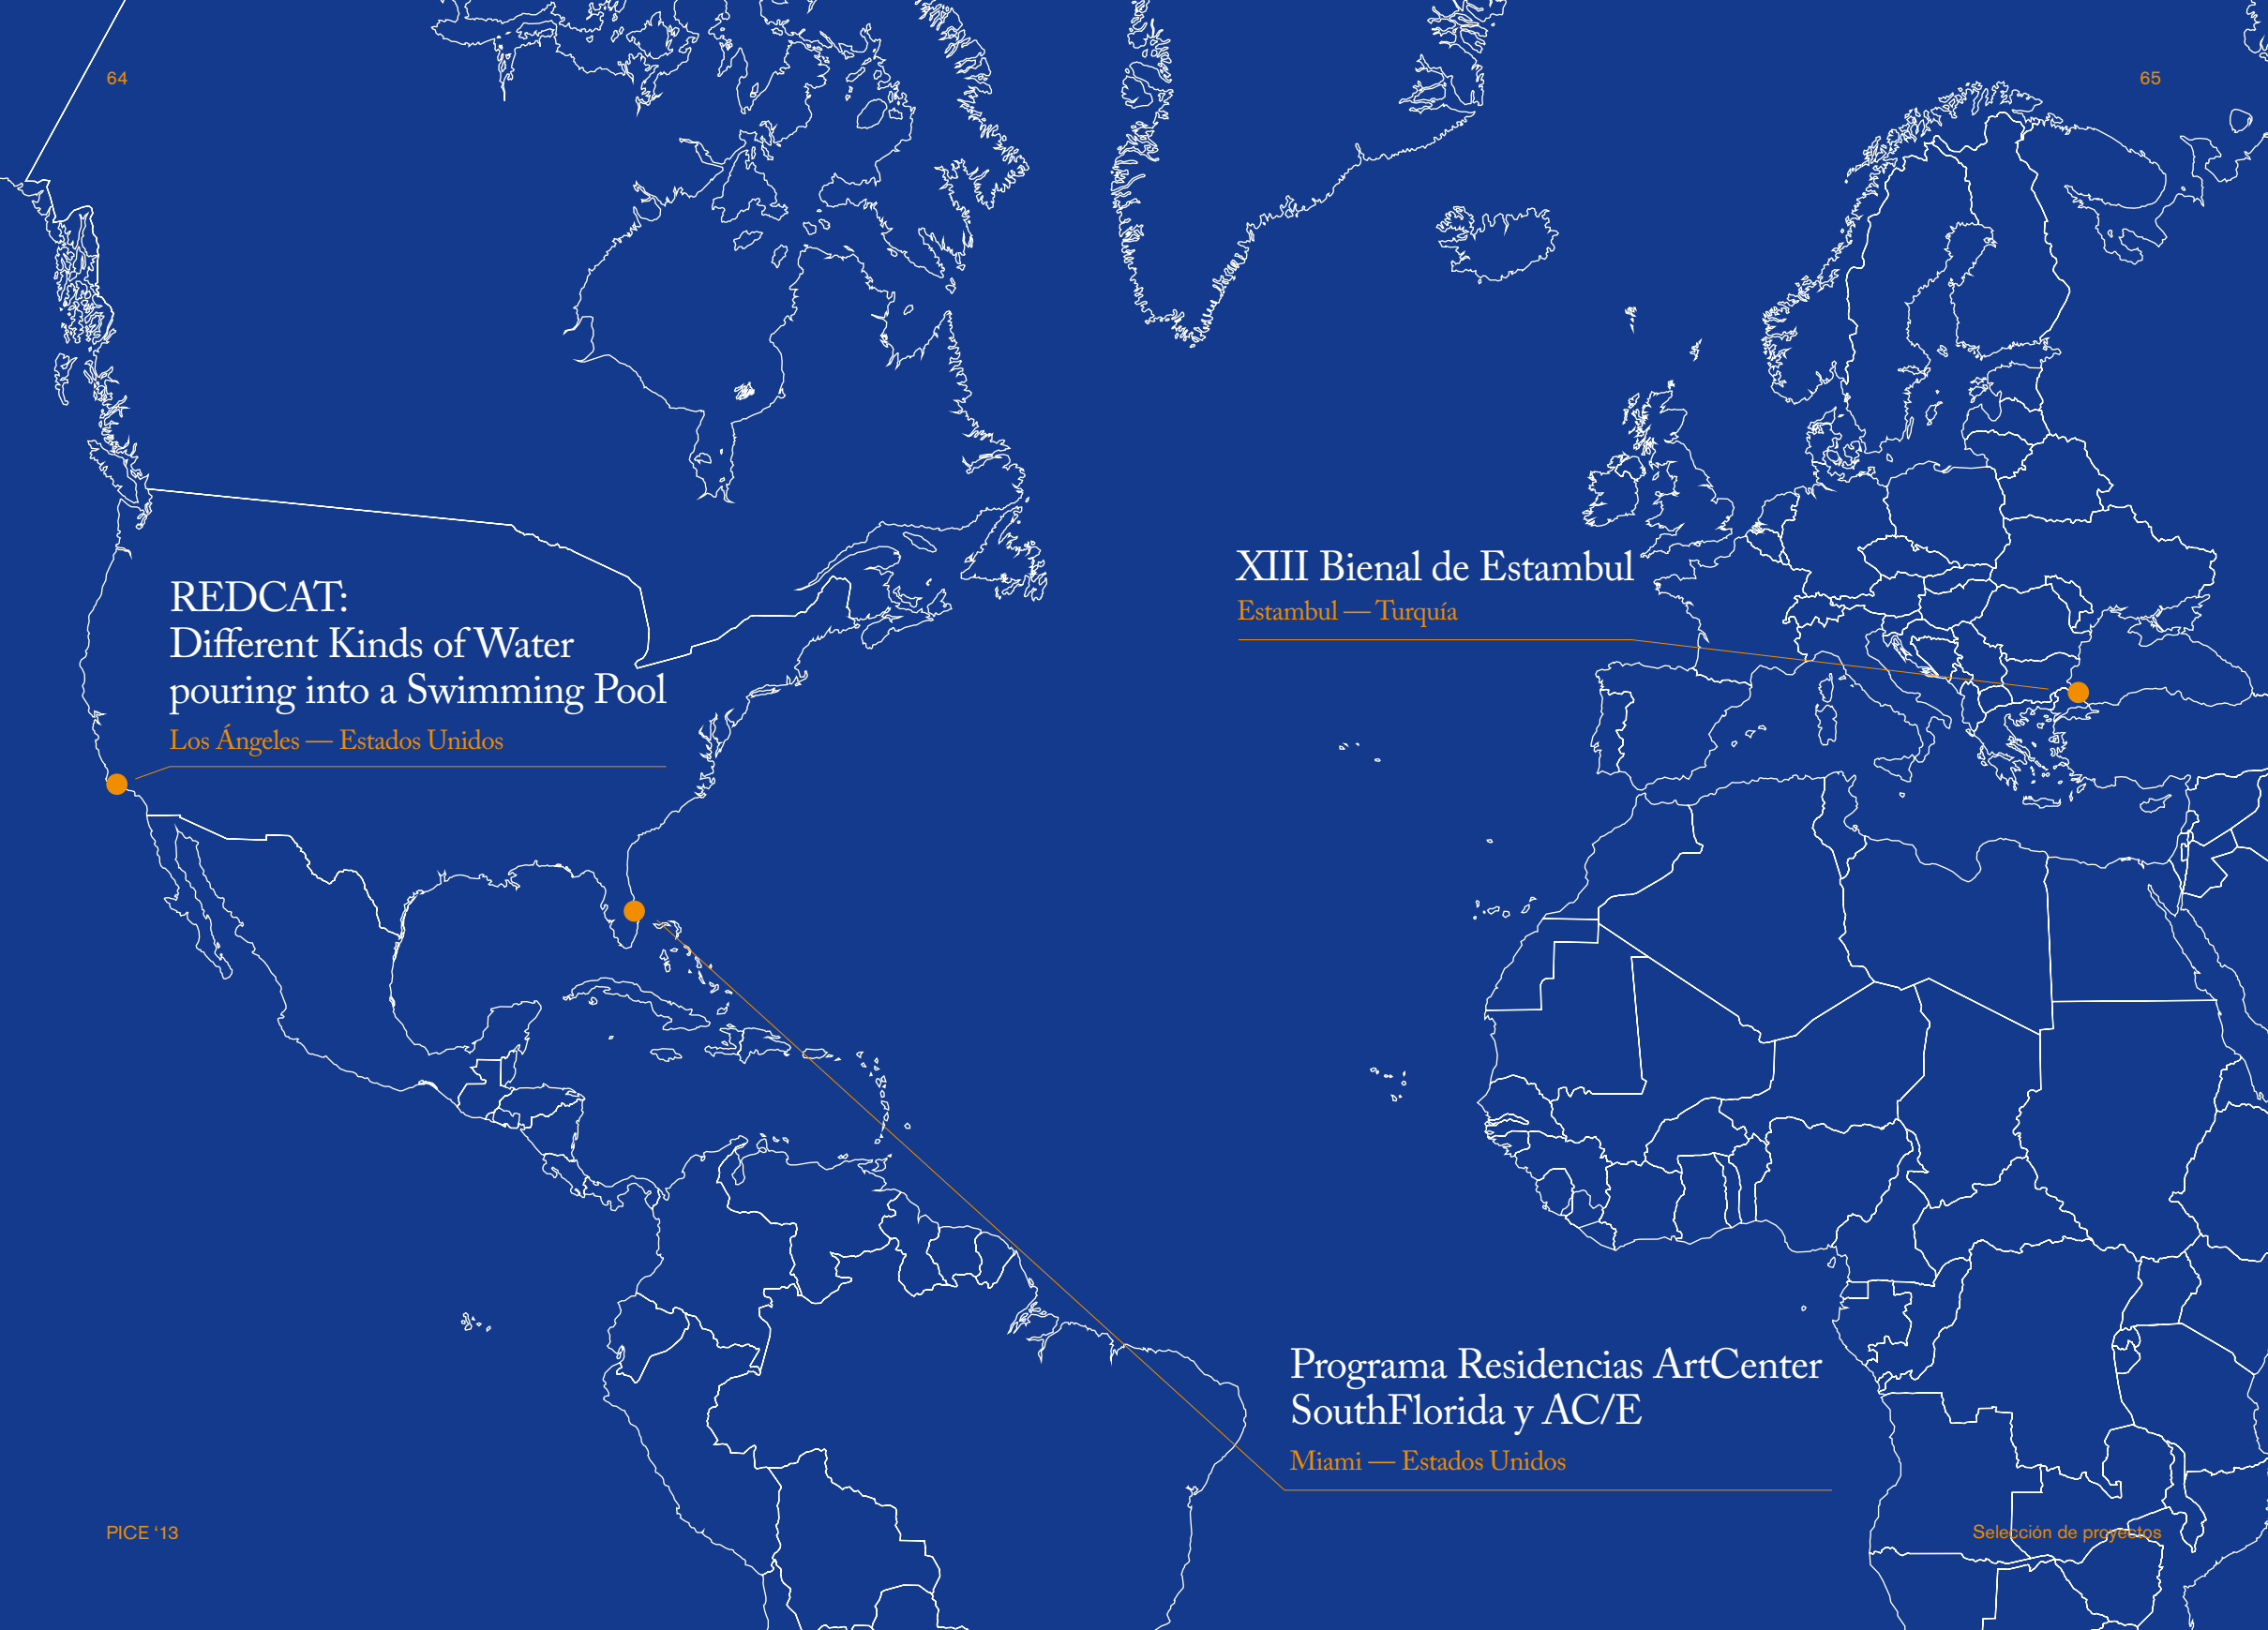 64
65
REDCAT:
Different Kinds of Water
pouring into a Swimming Pool
Los Ángeles — Estados Unidos
XIII Bienal de Estambul
Estambul — Turquía
Programa Residencias ArtCenter
SouthFlorida y AC/E
Miami — Estados Unidos
PICE ‘13
Selección de proyectos